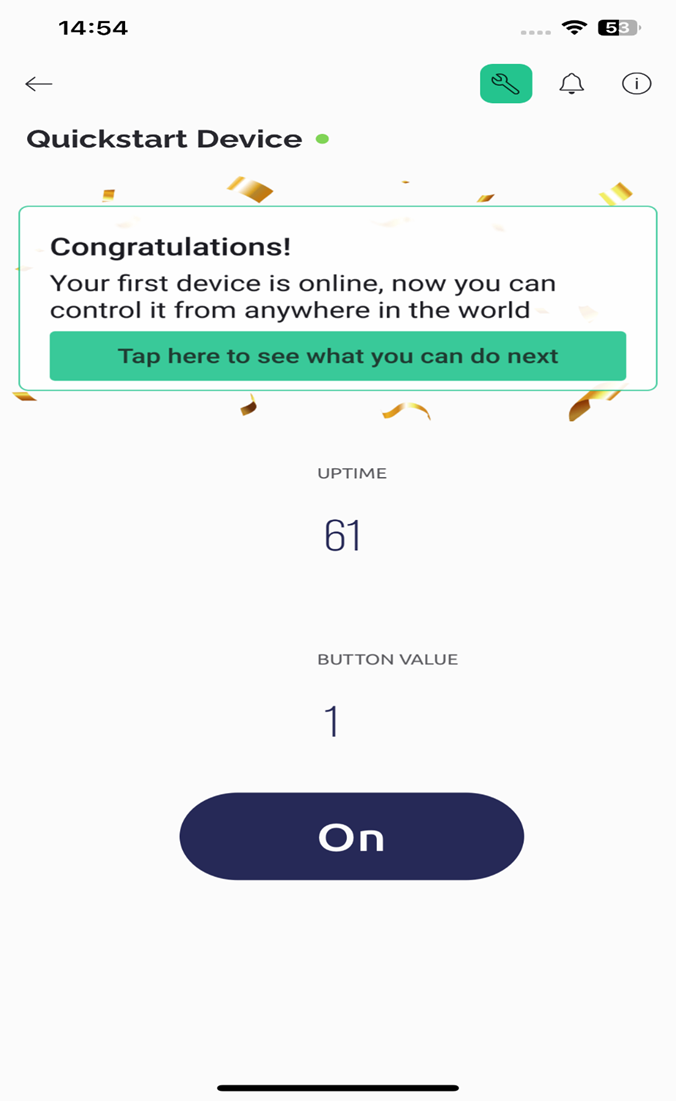 14:54
53
Quickstart Device
Congratulations!
Your first device is online, now you can
control it from anywhere in the world
Tap here to see what you can do next
UPTIME
61
BUTTON VALUE
1
On